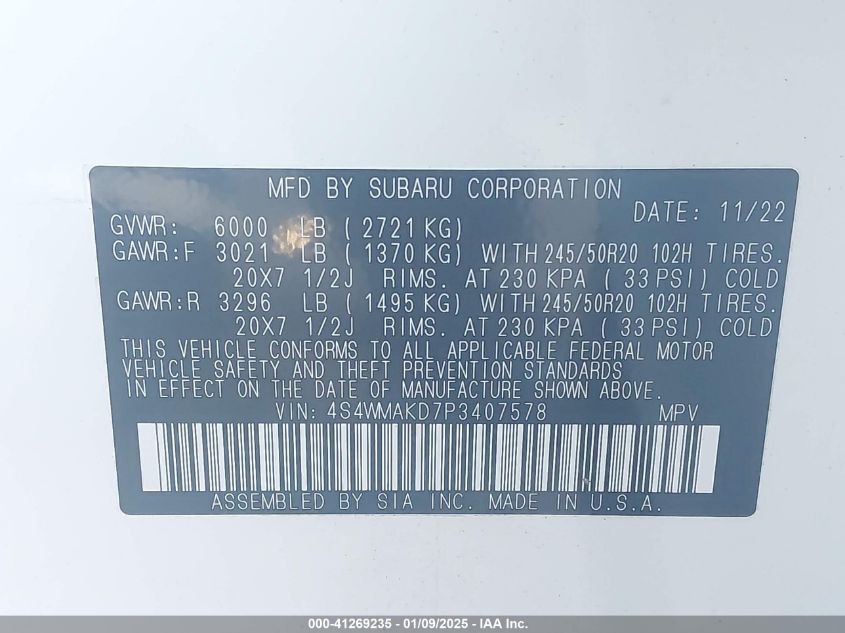 MFD BY SUBARU CORPORATION
DATE: 11/22
GVWR: 6000 LB ( 2721 KG)
GAWR:F 3021 LB ( 1370 KG) WITH 245/50R20 102H TIRES.
20X7 1/2J RIMS. AT 230 KPA ( 33 PSI) COLD
GAWR:R 3296 LB ( 1495 KG) WITH 245/50R20 102H TIRES.
20X7 1/2J RIMS. AT 230 KPA ( 33 PSI) COLD
THIS VEHICLE CONFORMS TO ALL APPLICABLE FEDERAL MOTOR
VEHICLE SAFETY AND THEFT PREVENTION STANDARDS
IN EFFECT ON THE DATE OF MANUFACTURE SHOWN ABOVE.
VIN: 4S4WMAKD7P3407578 MPV
ASSEMBLED BY SIA INC. MADE IN U.S.A.
000-41269235 - 01/09/2025 - IAA Inc.